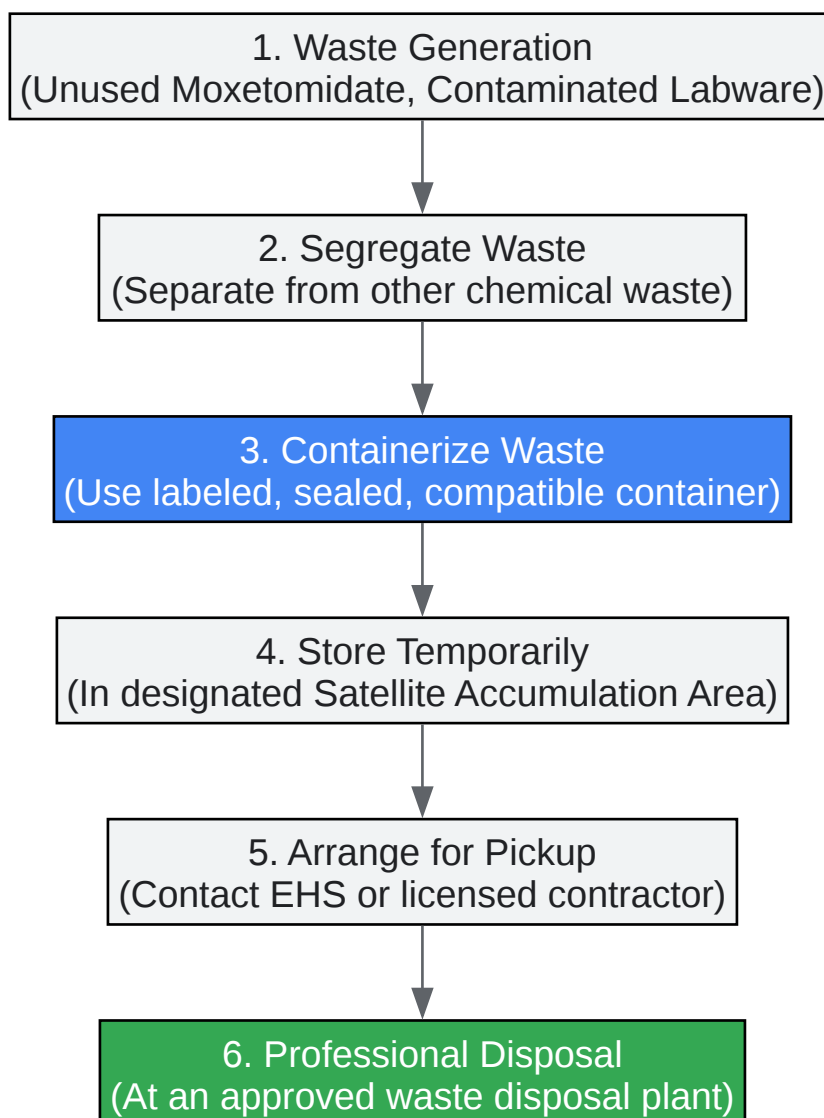 1. Waste Generation
(Unused Moxetomidate, Contaminated Labware)
2. Segregate Waste
(Separate from other chemical waste)
3. Containerize Waste
(Use labeled, sealed, compatible container)
4. Store Temporarily
(In designated Satellite Accumulation Area)
5. Arrange for Pickup
(Contact EHS or licensed contractor)
6. Professional Disposal
(At an approved waste disposal plant)